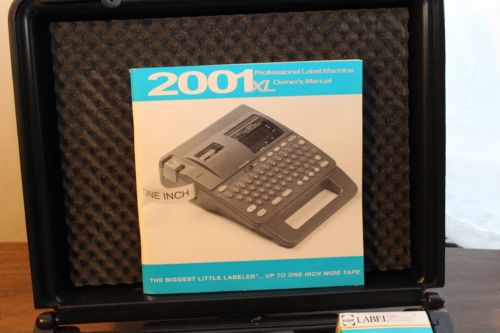 2001XL Professional Label Machine
Owner's Manual
ONE INCH
THE BIGGEST LITTLE LABELER™...UP TO ONE INCH WIDE TAPE.
LABEL